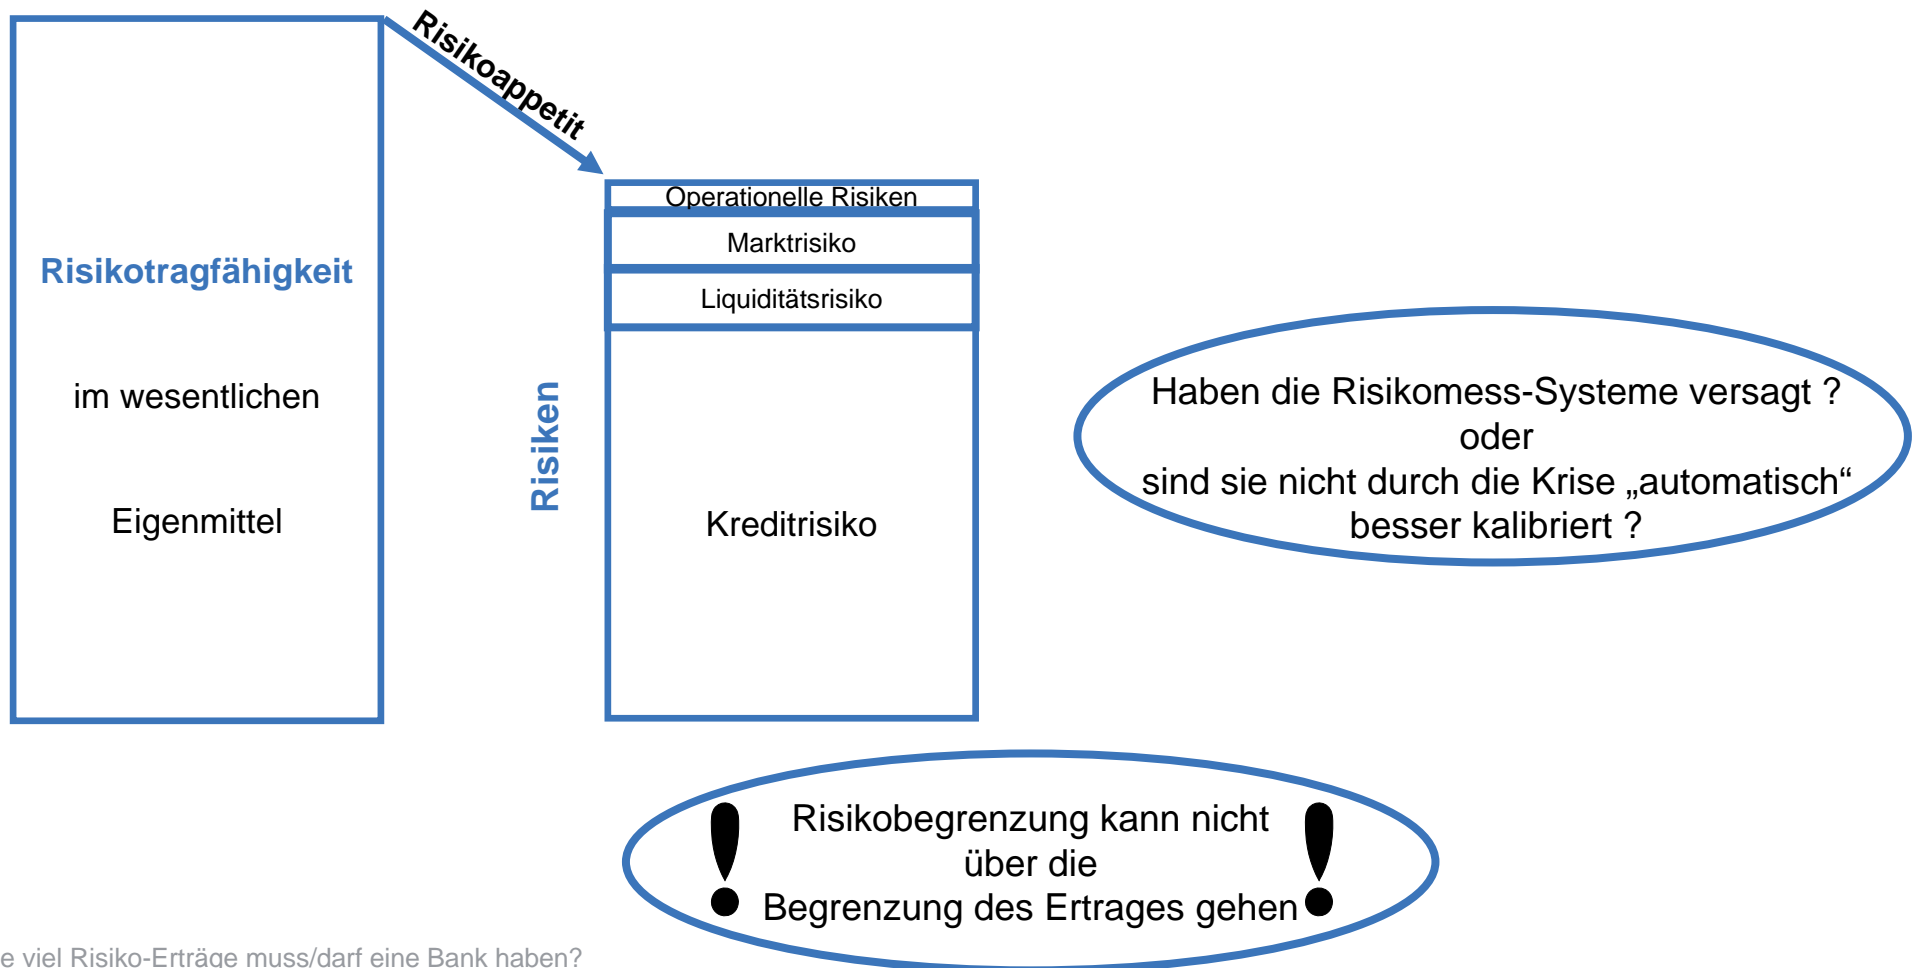 Risikoappetit
Risikotragfähigkeit
im wesentlichen
Eigenmittel
Risiken
Operationelle Risiken
Marktrisiko
Liquiditätsrisiko
Kreditrisiko
Haben die Risikomess-Systeme versagt ?
oder
sind sie nicht durch die Krise „automatisch“
besser kalibriert ?
! Risikobegrenzung kann nicht !
über die
Begrenzung des Ertrages gehen
e viel Risiko-Erträge muss/darf eine Bank haben?